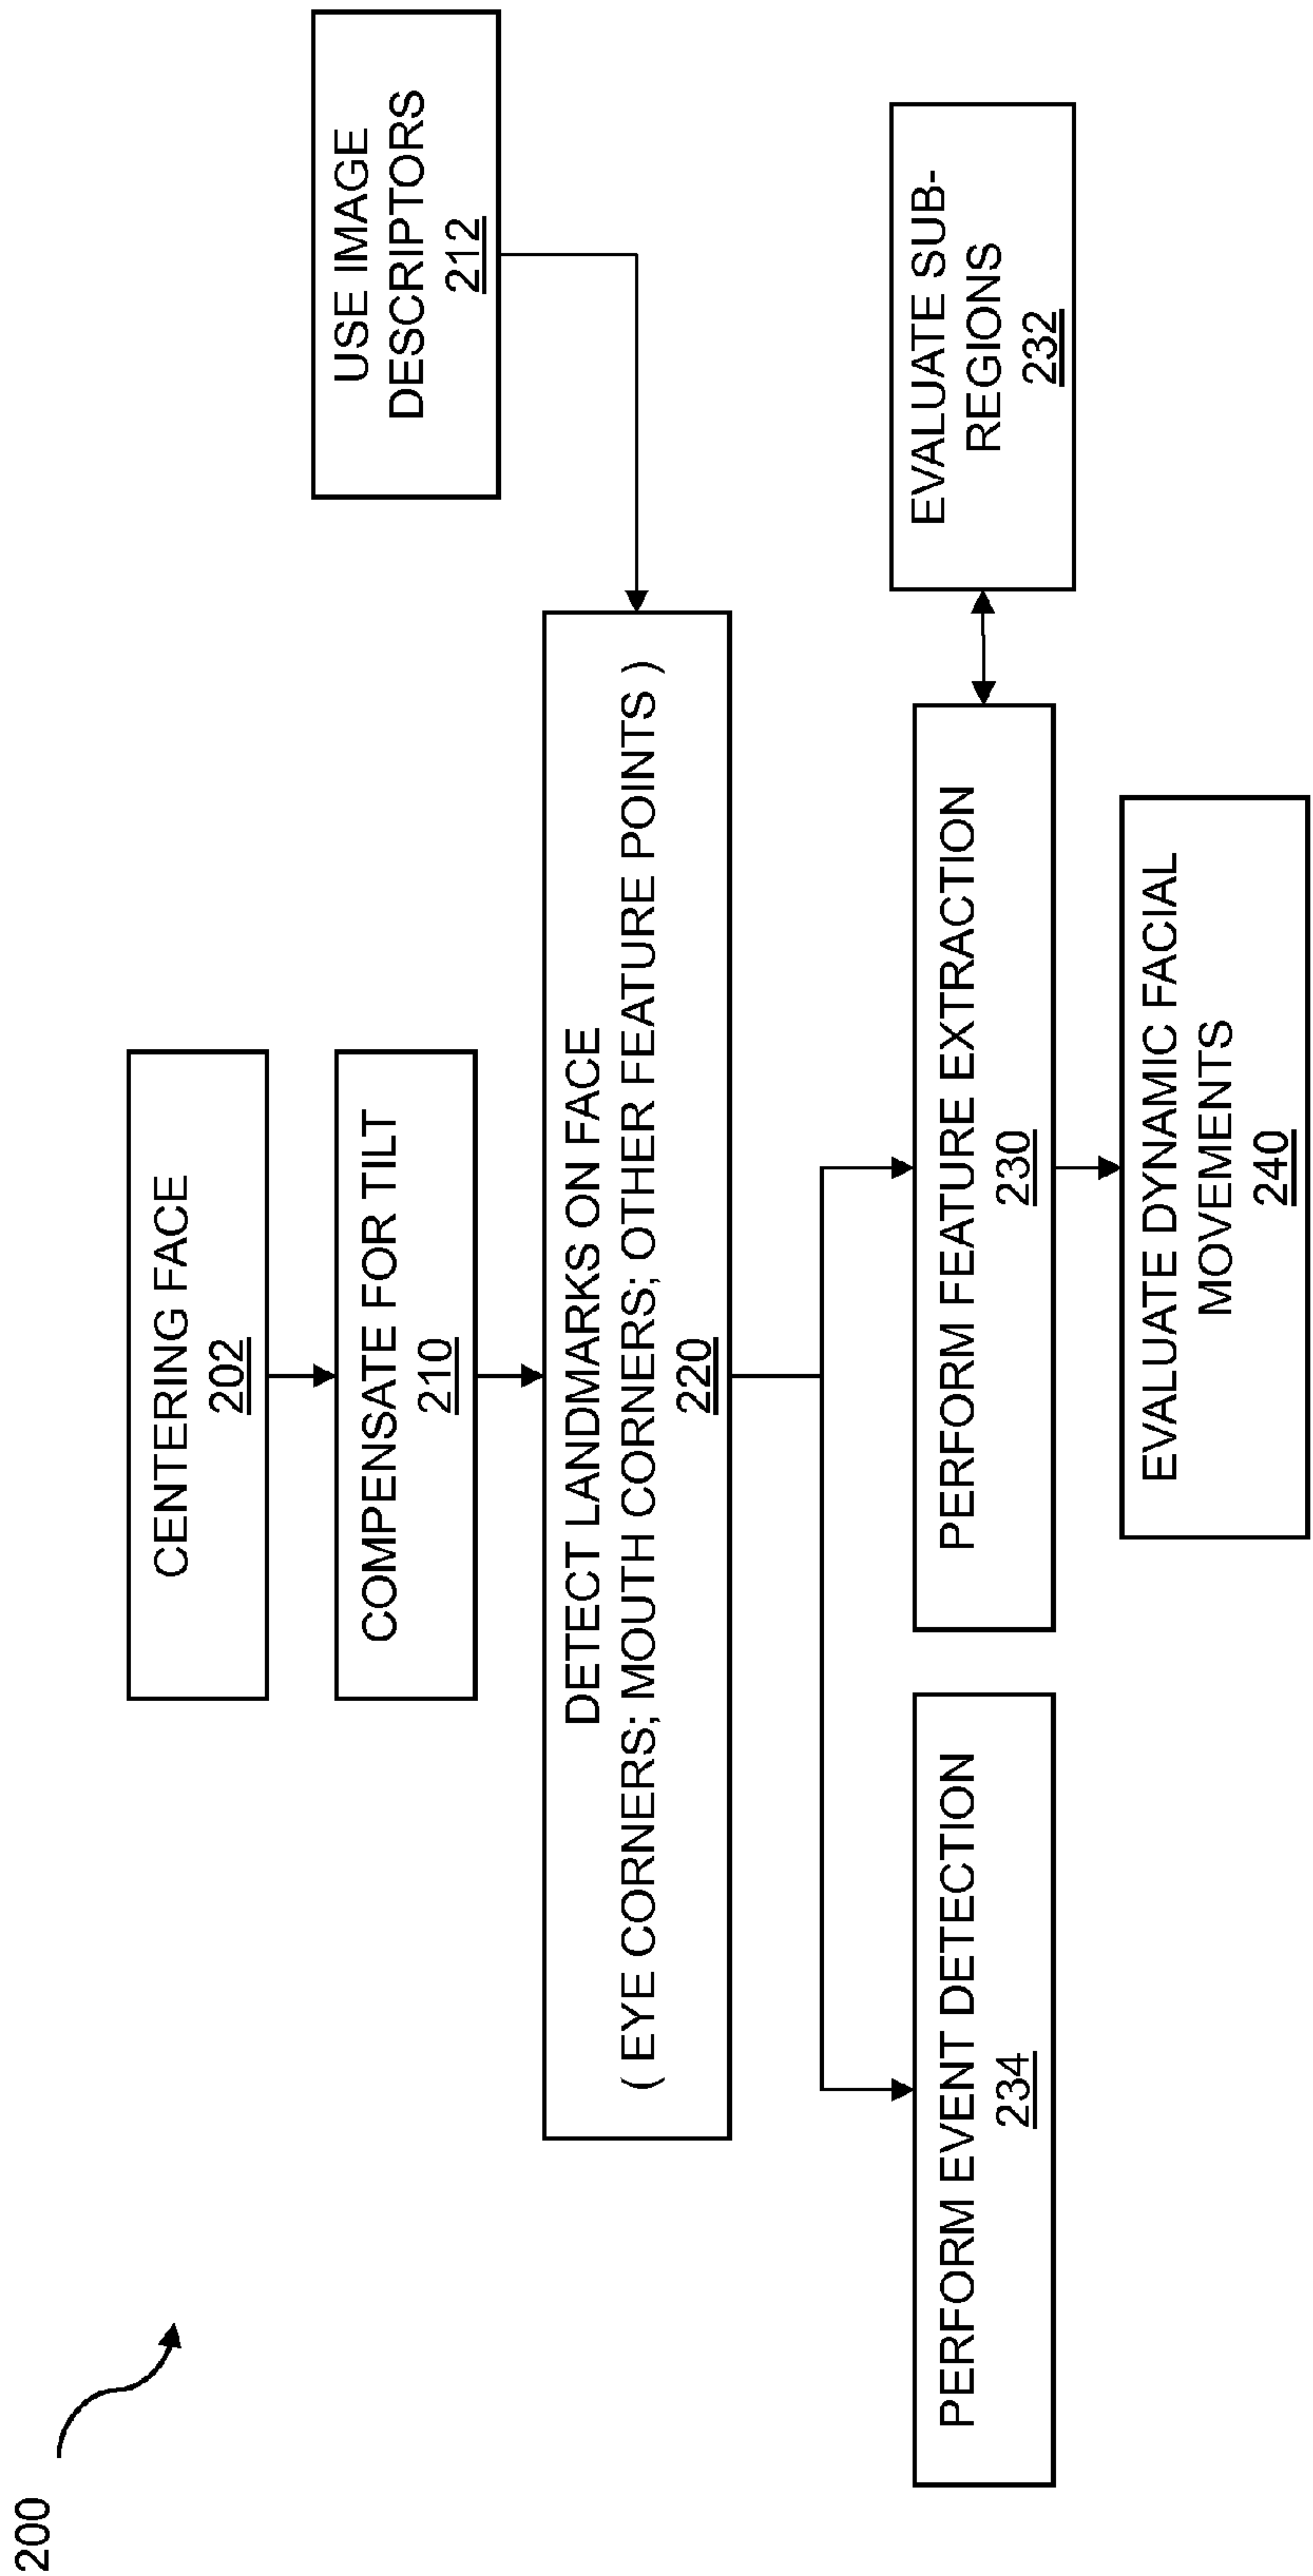 200
CENTERING FACE
202
COMPENSATE FOR TILT
210
USE IMAGE
DESCRIPTORS
212
DETECT LANDMARKS ON FACE
( EYE CORNERS; MOUTH CORNERS; OTHER FEATURE POINTS )
220
PERFORM EVENT DETECTION
234
PERFORM FEATURE EXTRACTION
230
EVALUATE SUB-
REGIONS
232
EVALUATE DYNAMIC FACIAL
MOVEMENTS
240